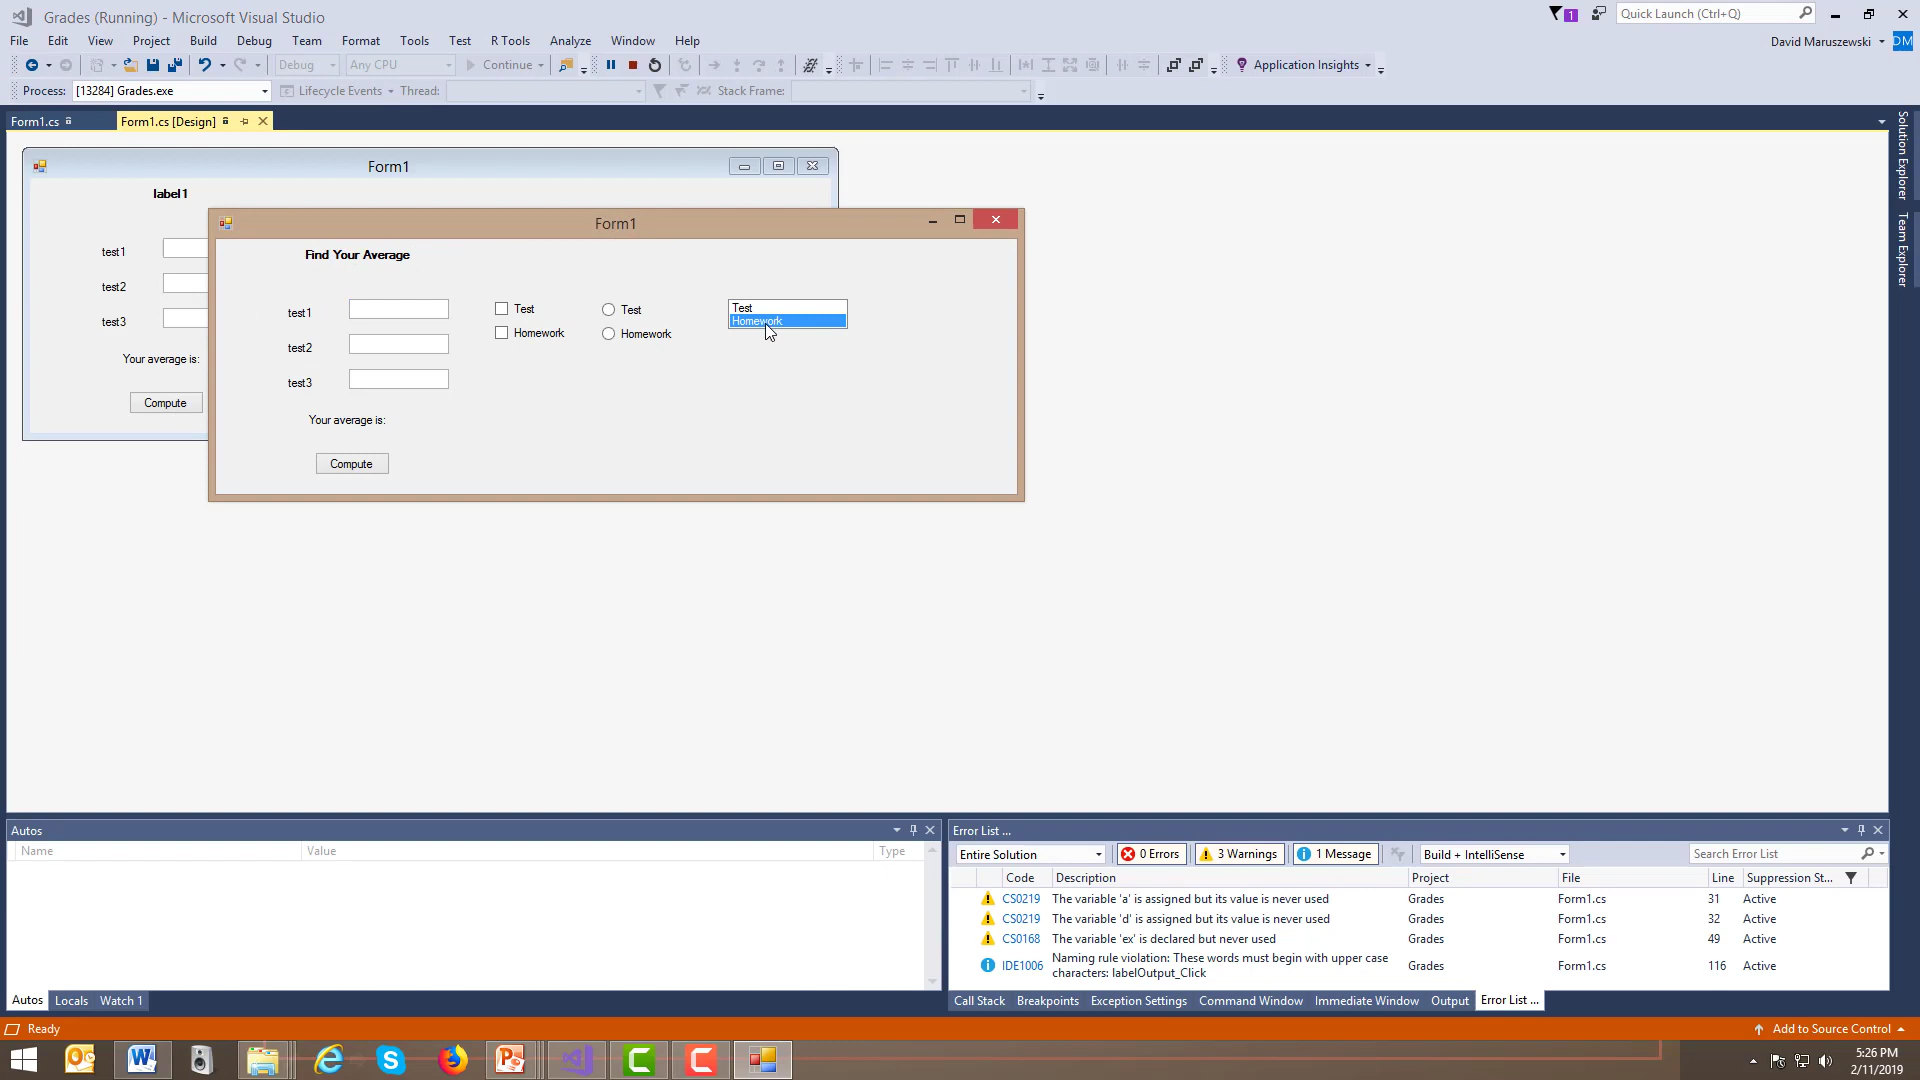 Grades (Running) - Microsoft Visual Studio
1
Quick Launch (Ctrl+Q)
File Edit View Project Build Debug Team Format Tools Test R Tools Analyze Window Help
David Maruszewski DM
Debug Any CPU Continue Application Insights
Process: [13284] Grades.exe Lifecycle Events Thread: Stack Frame:
Form1.cs Form1.cs [Design]
Solution Explorer
Team Explorer
Form1
label1
test1
test2
test3
Your average is:
Compute
Form1
Find Your Average
test1
test2
test3
Test
Homework
Test
Homework
Test
Homework
Your average is:
Compute
Autos
Name Value Type
Autos Locals Watch 1
Error List ...
Entire Solution 0 Errors 3 Warnings 1 Message Build + IntelliSense Search Error List
Code Description Project File Line Suppression St...
CS0219 The variable 'a' is assigned but its value is never used Grades Form1.cs 31 Active
CS0219 The variable 'd' is assigned but its value is never used Grades Form1.cs 32 Active
CS0168 The variable 'ex' is declared but never used Grades Form1.cs 49 Active
IDE1006 Naming rule violation: These words must begin with upper case characters: labelOutput_Click Grades Form1.cs 116 Active
Call Stack Breakpoints Exception Settings Command Window Immediate Window Output Error List ...
Ready
Add to Source Control
5:26 PM
2/11/2019